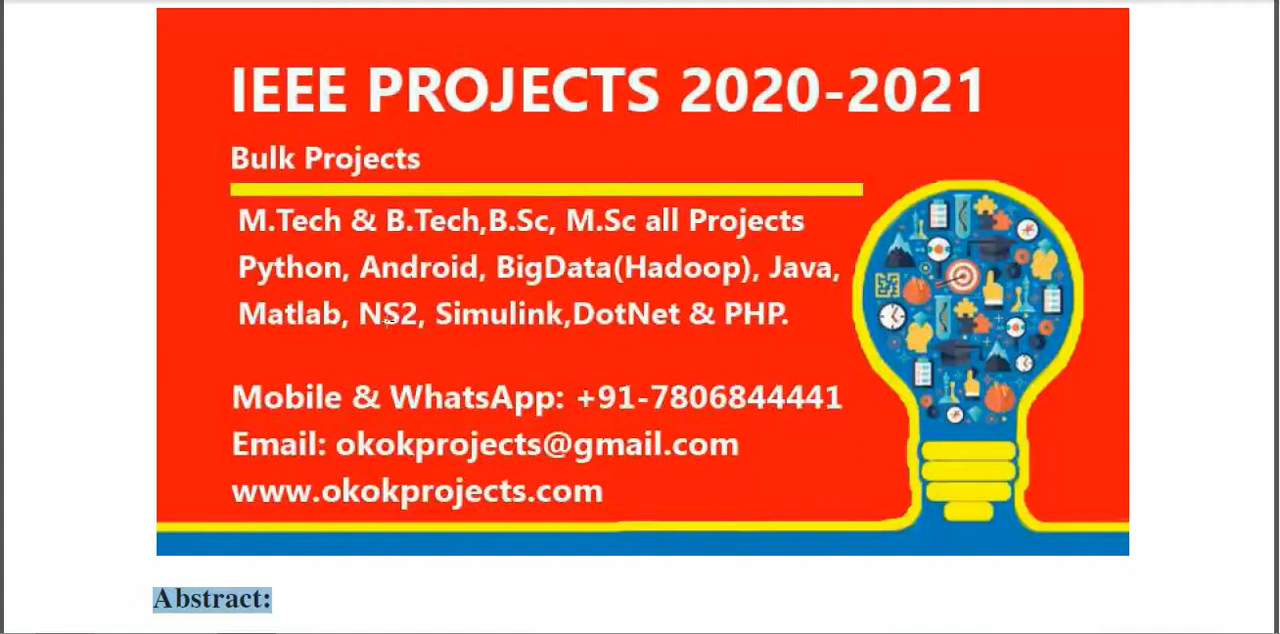 IEEE PROJECTS 2020-2021
Bulk Projects
M.Tech & B.Tech,B.Sc, M.Sc all Projects
Python, Android, BigData(Hadoop), Java,
Matlab, NS2, Simulink,DotNet & PHP.
Mobile & WhatsApp: +91-7806844441
Email: okokprojects@gmail.com
www.okokprojects.com
Abstract: